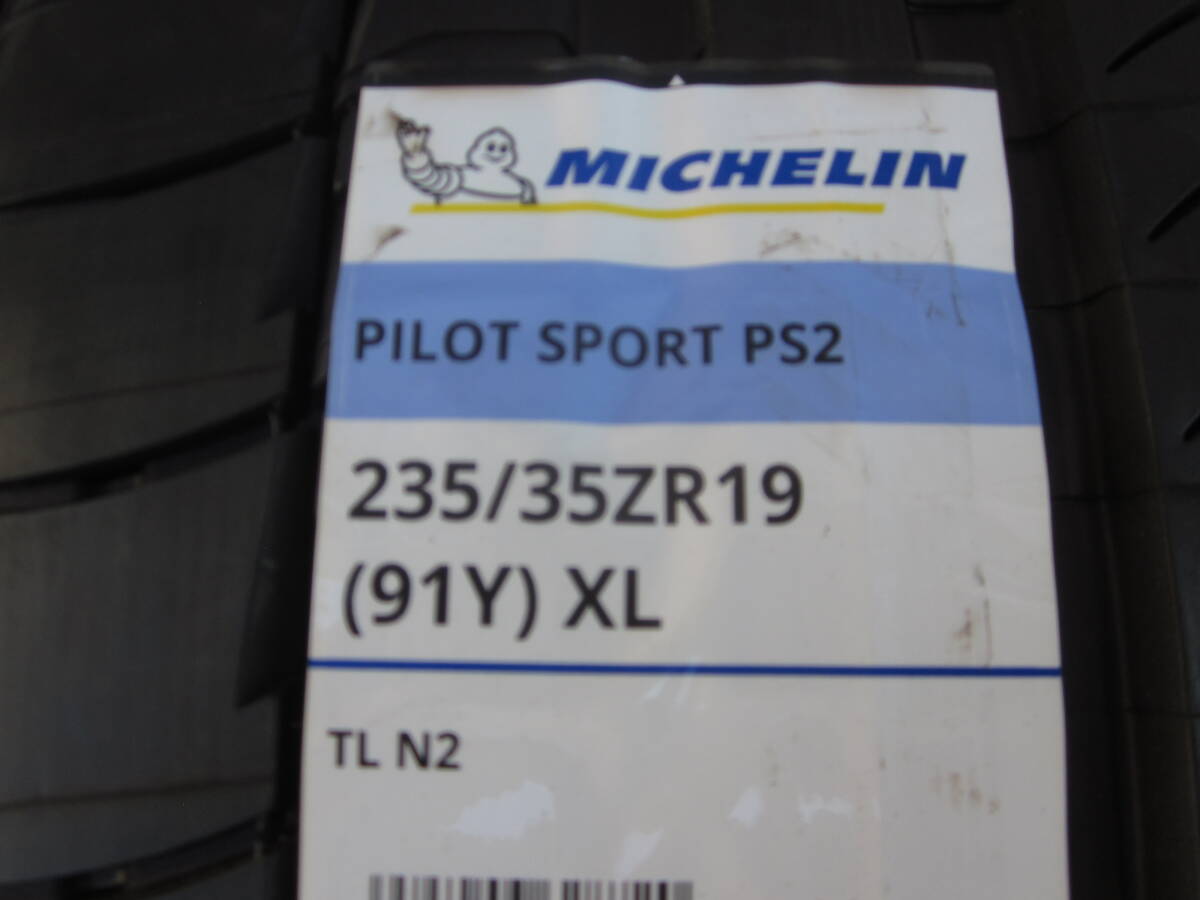 MICHELIN
PILOT SPORT PS2
235/35ZR19
(91Y) XL
TL N2